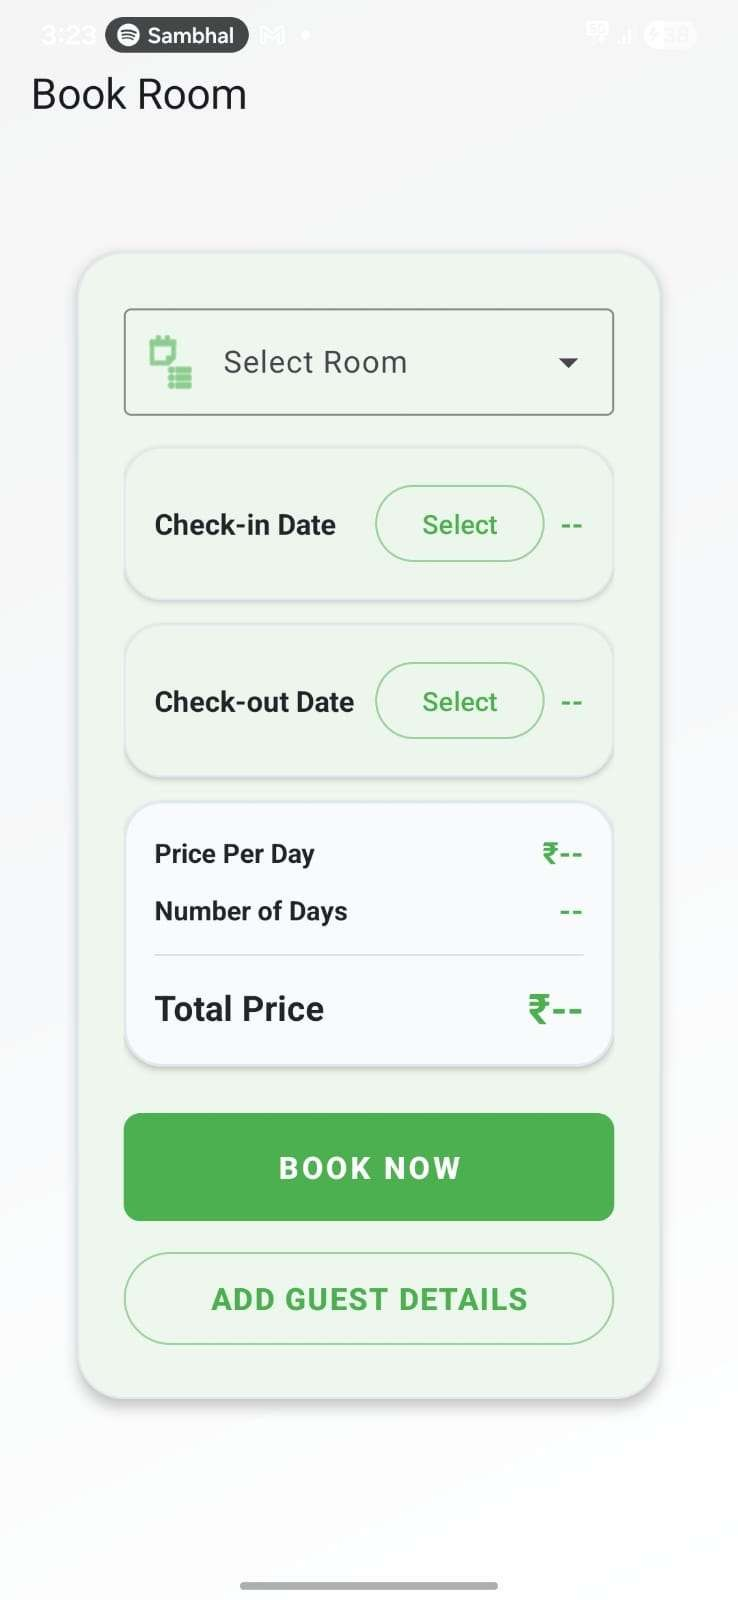 3:23 Sambhal
38
Book Room
Select Room
Check-in Date Select --
Check-out Date Select --
Price Per Day ₹--
Number of Days --
Total Price ₹--
BOOK NOW
ADD GUEST DETAILS